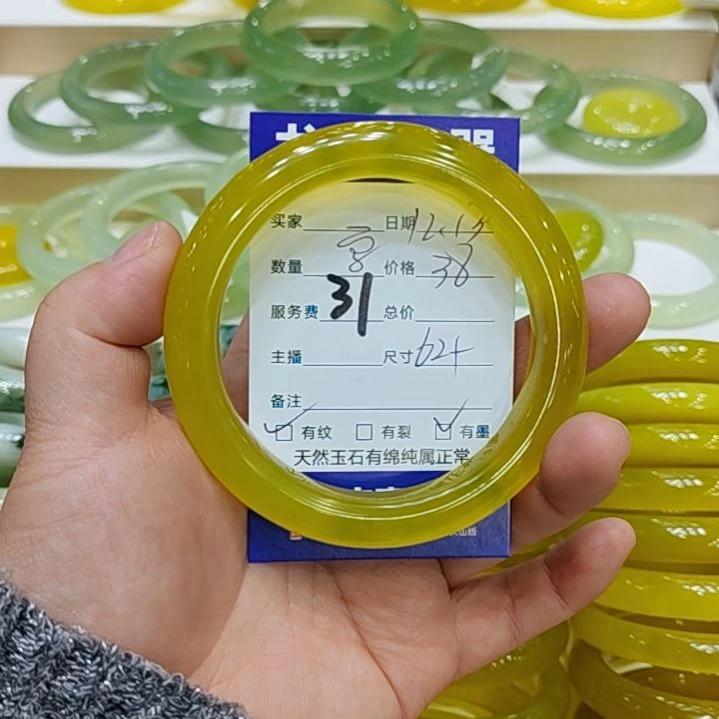 买家 日期 12.15
数量 价格 38
服务费 31 总价
主播 尺寸 62+
备注
有纹 有裂 有墨
天然玉石有绵纯属正常